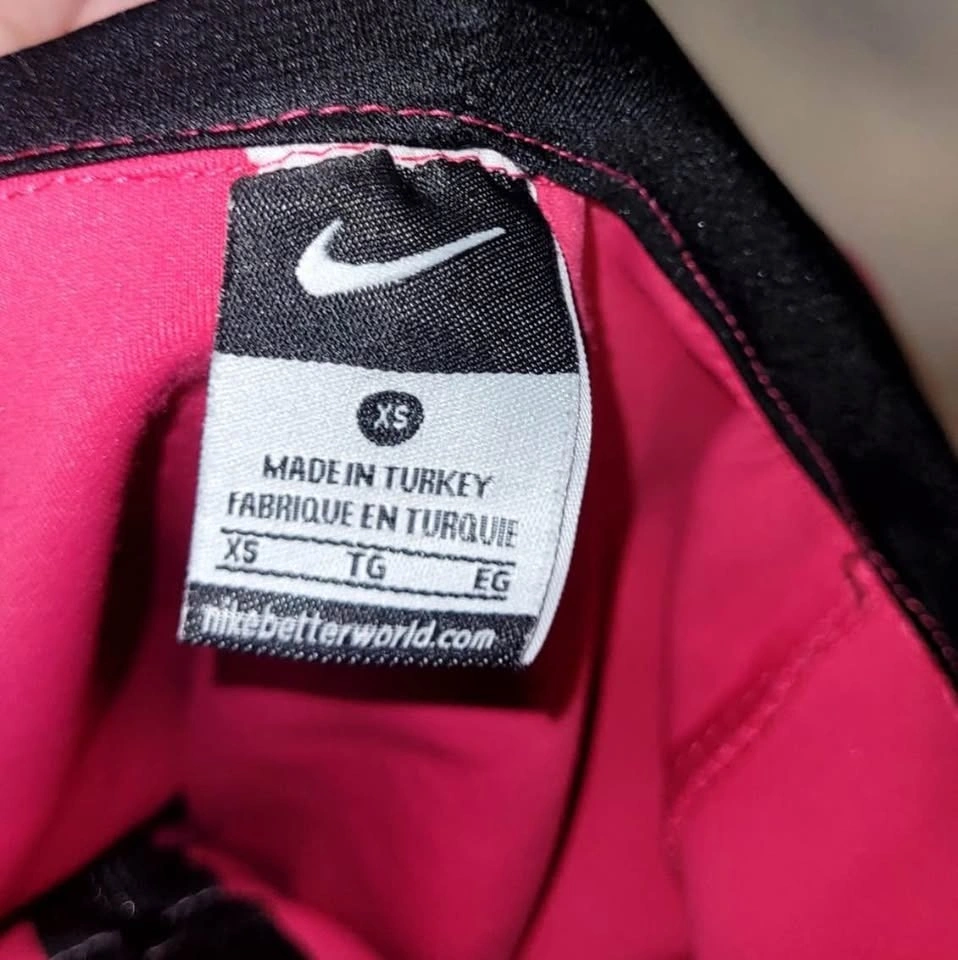 XS
MADE IN TURKEY
FABRIQUE EN TURQUIE
XS TG EG
nikebetterworld.com